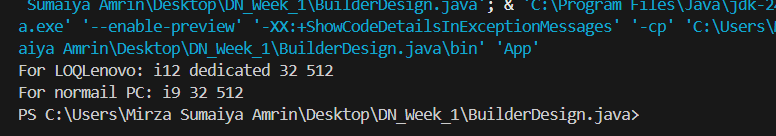 Sumaiya Amrin\Desktop\DN_Week_1\BuilderDesign.java'; & 'C:\Program Files\Java\jdk-24
a.exe' '--enable-preview' '-XX:+ShowCodeDetailsInExceptionMessages' '-cp' 'C:\Users\M
aiya Amrin\Desktop\DN_Week_1\BuilderDesign.java\bin' 'App'
For LOQLenovo: i12 dedicated 32 512
For normail PC: i9 32 512
PS C:\Users\Mirza Sumaiya Amrin\Desktop\DN_Week_1\BuilderDesign.java>